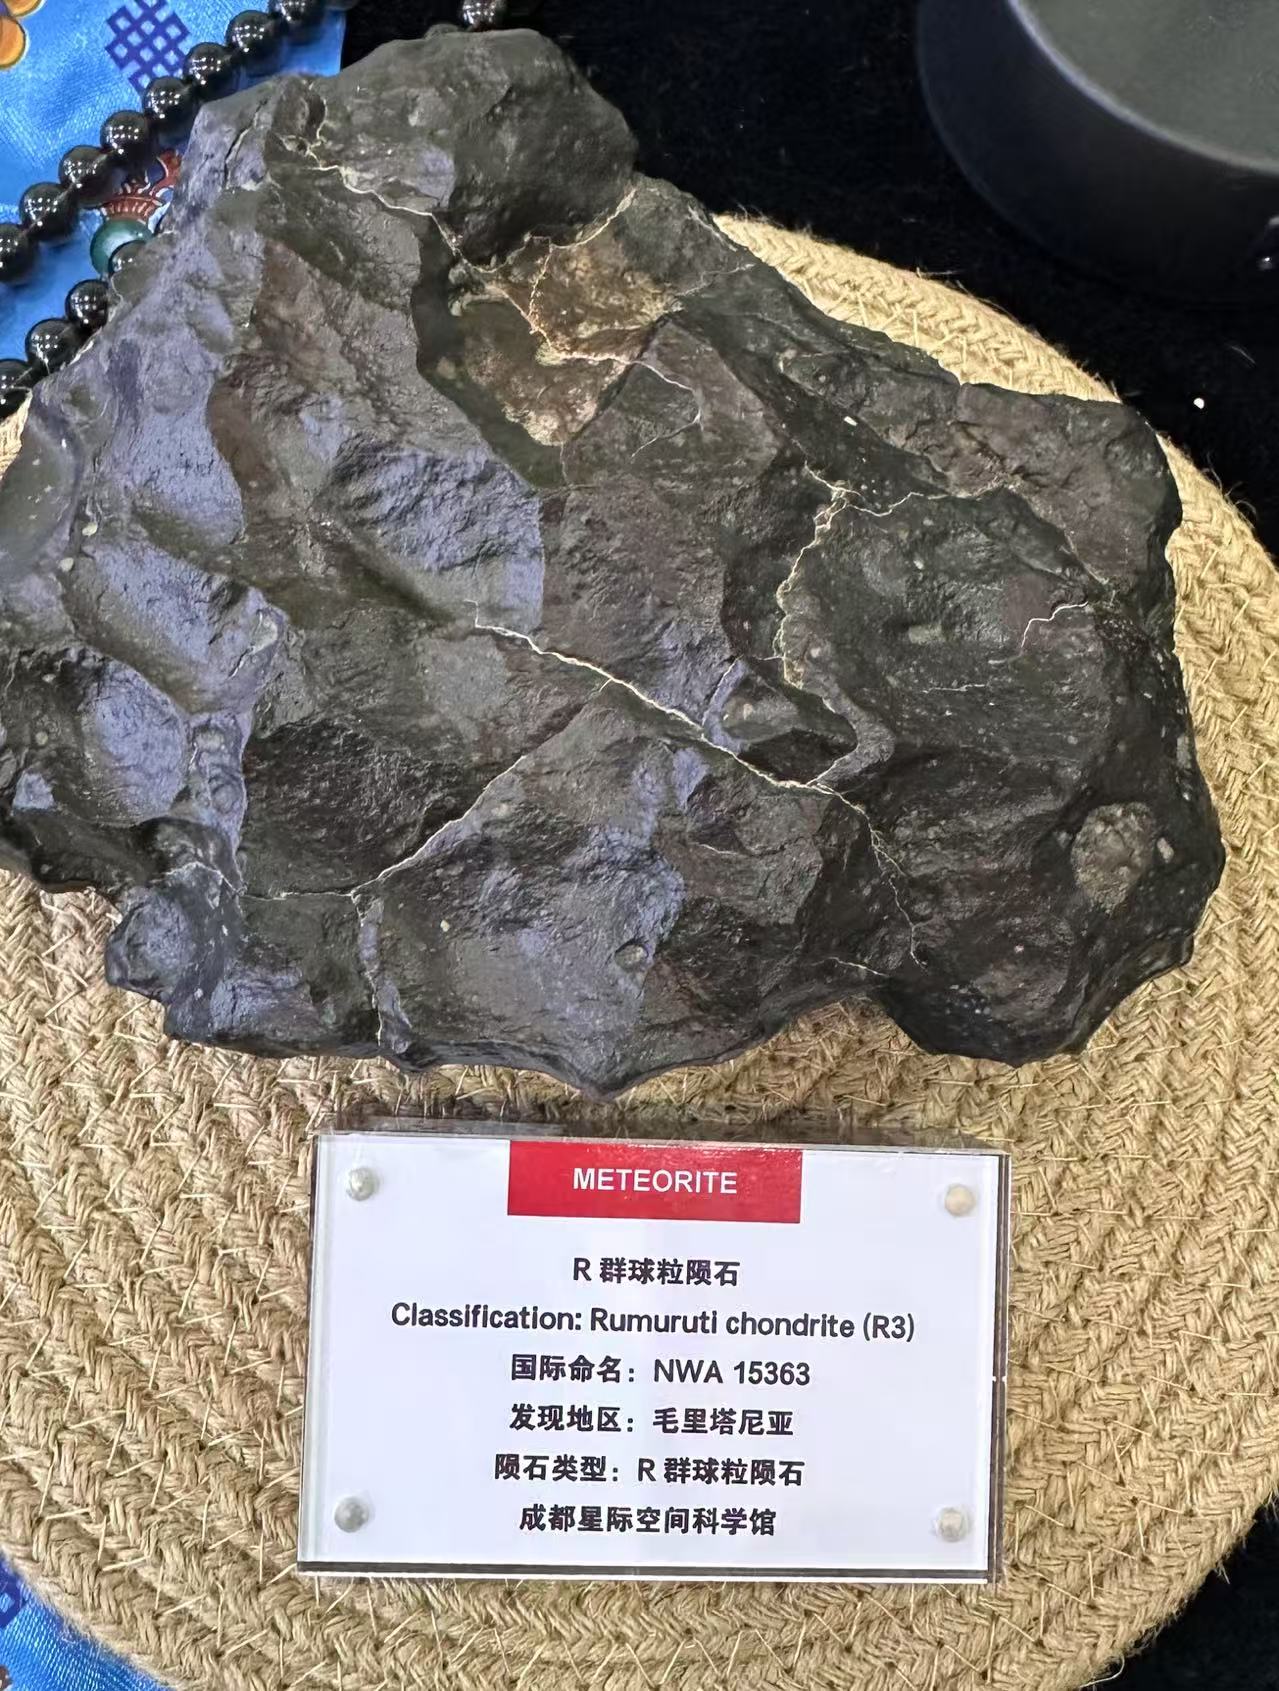 METEORITE
R 群球粒陨石
Classification: Rumuruti chondrite (R3)
国际命名：NWA 15363
发现地区：毛里塔尼亚
陨石类型：R 群球粒陨石
成都星际空间科学馆